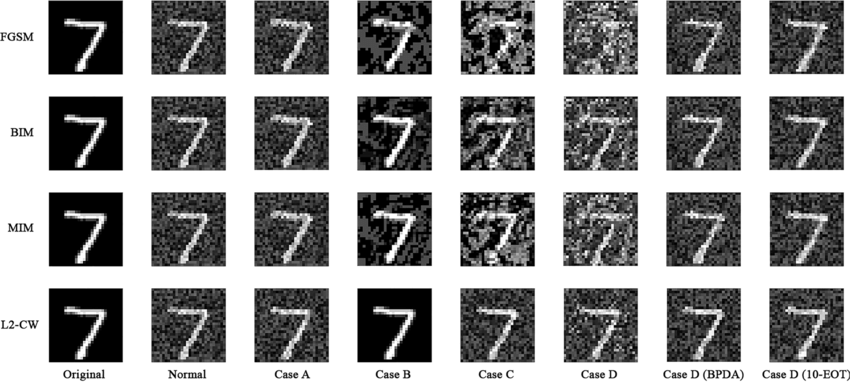 FGSM
BIM
MIM
L2-CW
Original Normal Case A Case B Case C Case D Case D (BPDA) Case D (10-EOT)